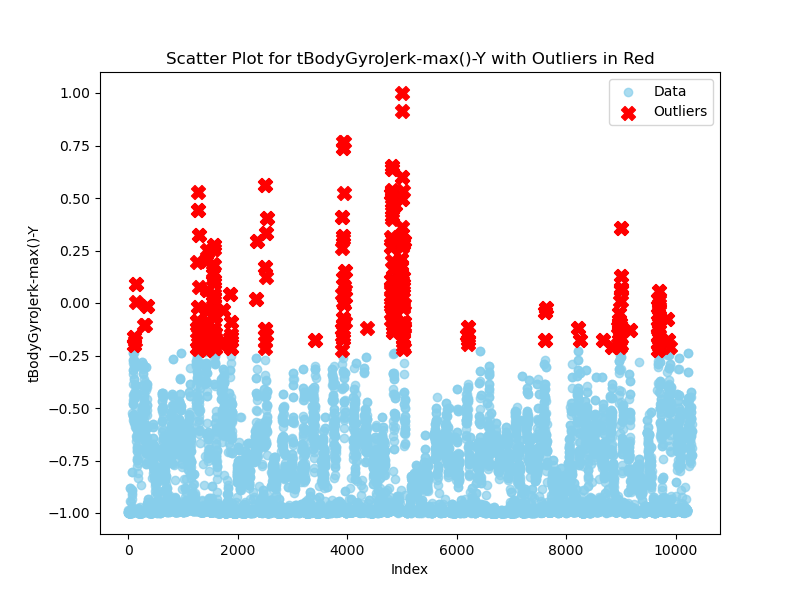 Scatter Plot for tBodyGyroJerk-max()-Y with Outliers in Red
Data
Outliers
tBodyGyroJerk-max()-Y
1.00
0.75
0.50
0.25
0.00
−0.25
−0.50
−0.75
−1.00
0 2000 4000 6000 8000 10000
Index